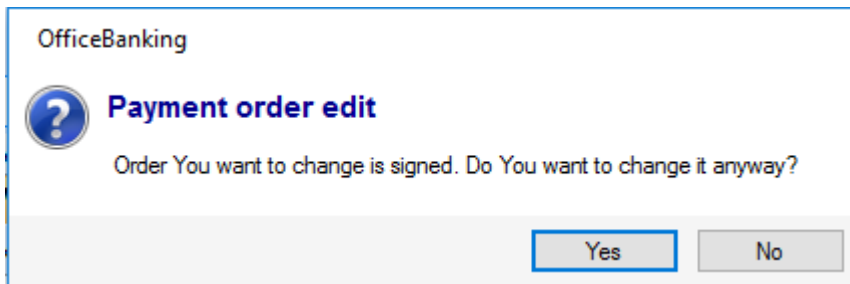 OfficeBanking
Payment order edit
Order You want to change is signed. Do You want to change it anyway?
Yes No